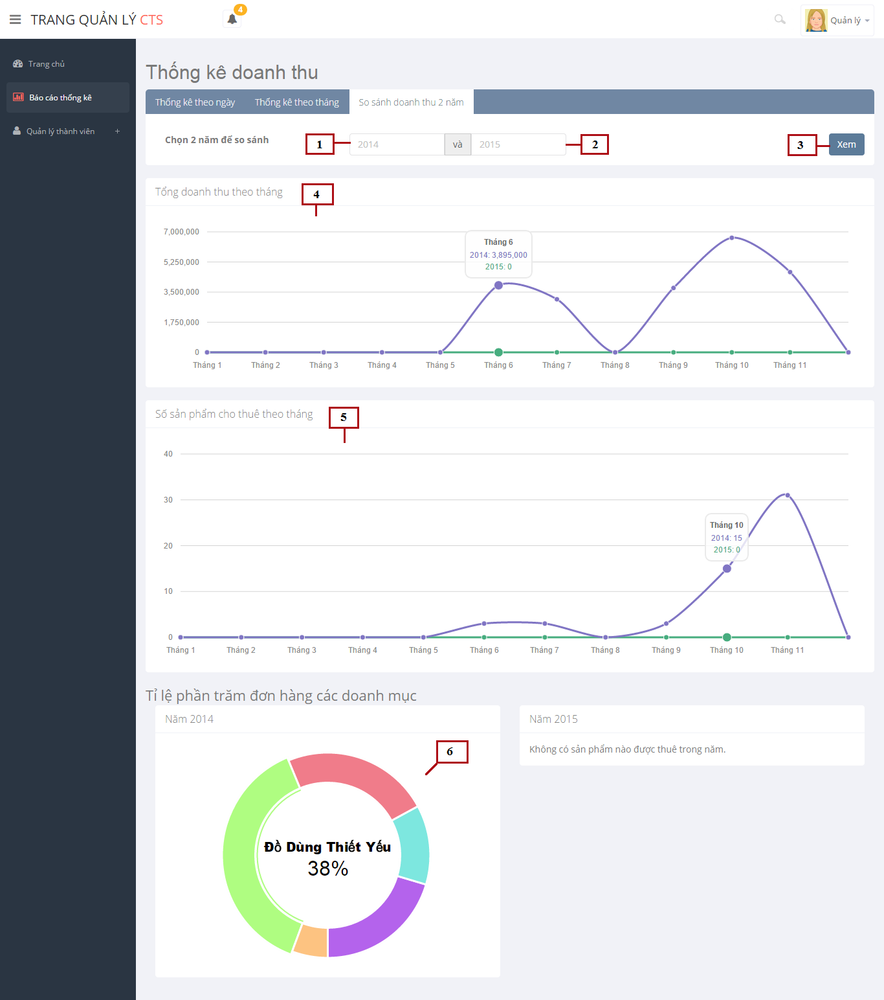 TRANG QUẢN LÝ CTS
4
Quản lý
Trang chủ
Báo cáo thống kê
Quản lý thành viên +
Thống kê doanh thu
Thống kê theo ngày Thống kê theo tháng So sánh doanh thu 2 năm
Chọn 2 năm để so sánh 1 2014 và 2015 2 3 Xem
Tổng doanh thu theo tháng 4
7,000,000
5,250,000
3,500,000
1,750,000
0
Tháng 6
2014: 3,895,000
2015: 0
Tháng 1 Tháng 2 Tháng 3 Tháng 4 Tháng 5 Tháng 6 Tháng 7 Tháng 8 Tháng 9 Tháng 10 Tháng 11
Số sản phẩm cho thuê theo tháng 5
40
30
20
10
0
Tháng 10
2014: 15
2015: 0
Tháng 1 Tháng 2 Tháng 3 Tháng 4 Tháng 5 Tháng 6 Tháng 7 Tháng 8 Tháng 9 Tháng 10 Tháng 11
Tỉ lệ phần trăm đơn hàng các doanh mục
Năm 2014
6
Đồ Dùng Thiết Yếu
38%
Năm 2015
Không có sản phẩm nào được thuê trong năm.